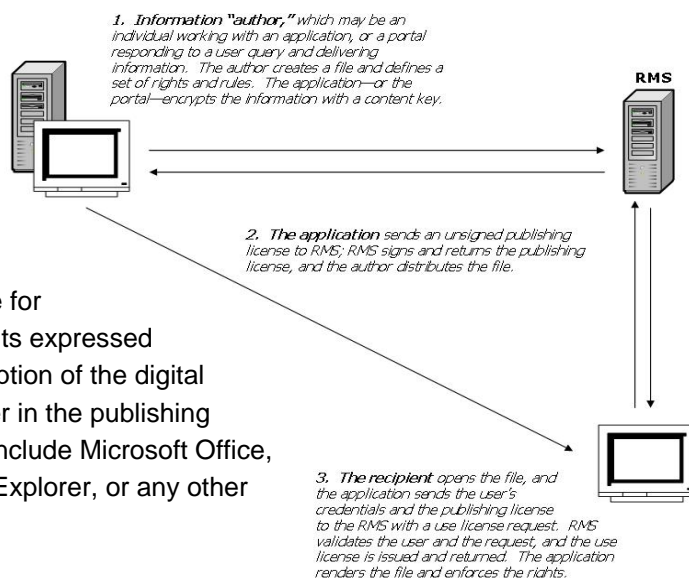 1. Information “author,” which may be an
individual working with an application, or a portal
responding to a user query and delivering
information. The author creates a file and defines a
set of rights and rules. The application—or the
portal—encrypts the information with a content key.
RMS
2. The application sends an unsigned publishing
license to RMS; RMS signs and returns the publishing
license, and the author distributes the file.
e for
ts expressed
otion of the digital
er in the publishing
nclude Microsoft Office,
Explorer, or any other
3. The recipient opens the file, and
the application sends the user’s
credentials and the publishing license
to the RMS with a use license request. RMS
validates the user and the request, and the use
license is issued and returned. The application
renders the file and enforces the rights.